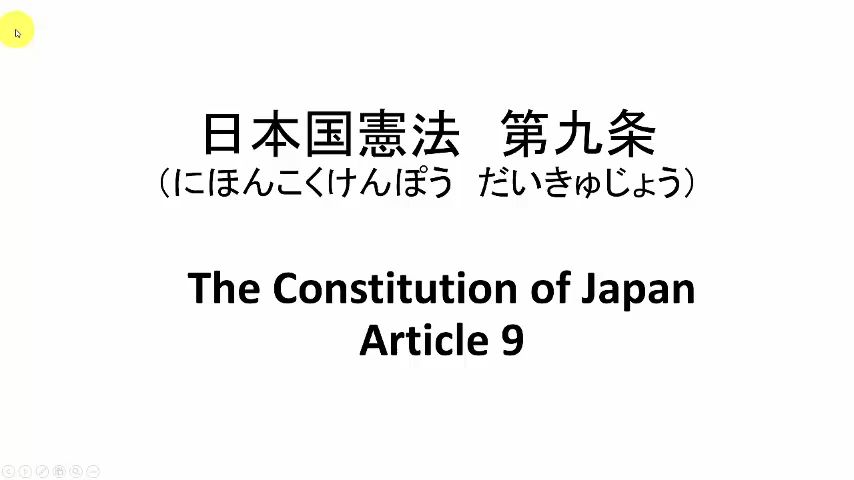 日本国憲法　第九条
（にほんこくけんぽう　だいきゅじょう）
The Constitution of Japan
Article 9